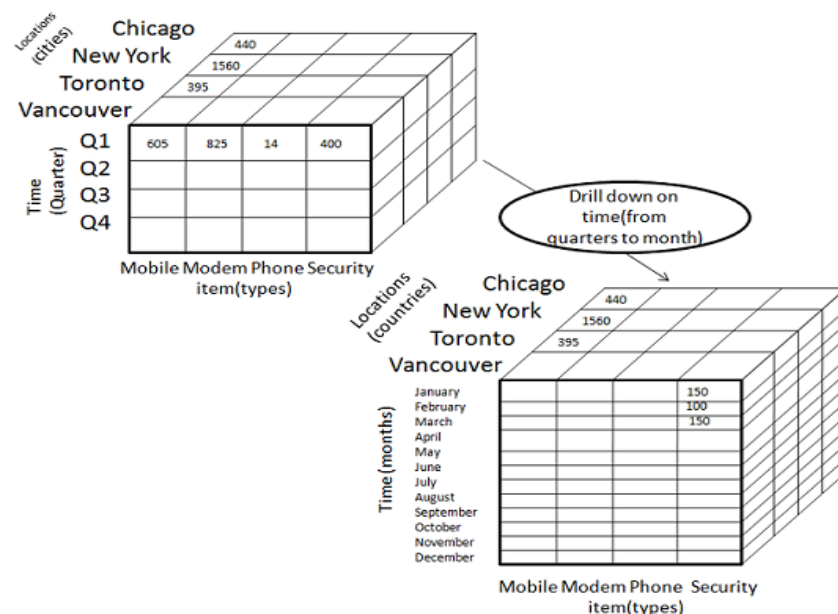 Locations
(cities)
Chicago
New York
Toronto
Vancouver
440
1560
395
Time
(Quarter)
Q1
Q2
Q3
Q4
605 825 14 400
Mobile Modem Phone Security
item(types)
Drill down on
time(from
quarters to month)
Locations
(countries)
Chicago
New York
Toronto
Vancouver
440
1560
395
Time (months)
January 150
February 100
March 150
April
May
June
July
August
September
October
November
December
Mobile Modem Phone Security
item(types)